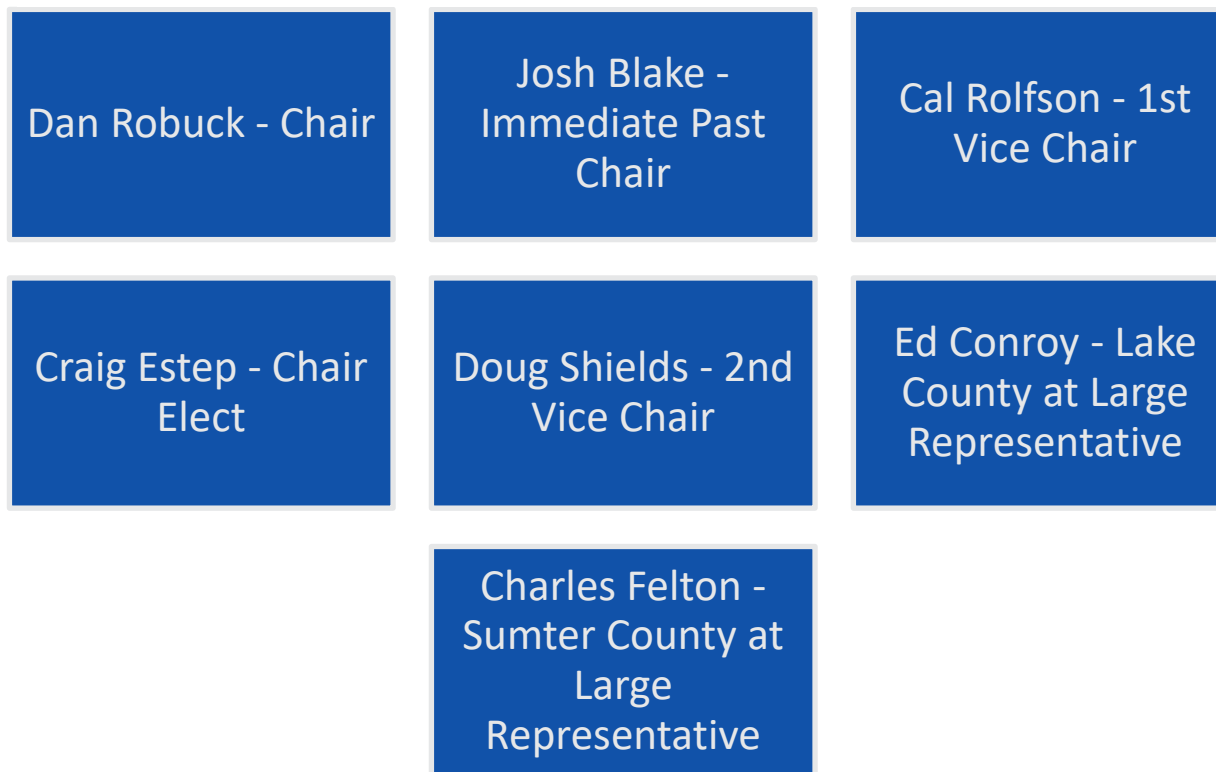 Dan Robuck - Chair
Josh Blake -
Immediate Past
Chair
Cal Rolfson - 1st
Vice Chair
Craig Estep - Chair
Elect
Doug Shields - 2nd
Vice Chair
Ed Conroy - Lake
County at Large
Representative
Charles Felton -
Sumter County at
Large
Representative